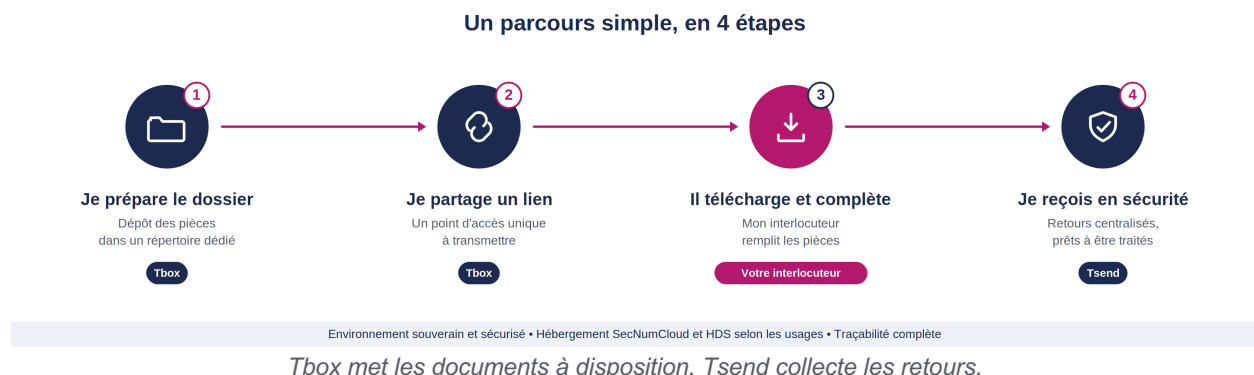 Un parcours simple, en 4 étapes
1
2
3
4
Je prépare le dossier
Dépôt des pièces
dans un répertoire dédié
Tbox
Je partage un lien
Un point d'accès unique
à transmettre
Tbox
Il télécharge et complète
Mon interlocuteur
remplit les pièces
Votre interlocuteur
Je reçois en sécurité
Retours centralisés,
prêts à être traités
Tsend
Environnement souverain et sécurisé • Hébergement SecNumCloud et HDS selon les usages • Traçabilité complète
Tbox met les documents à disposition. Tsend collecte les retours.